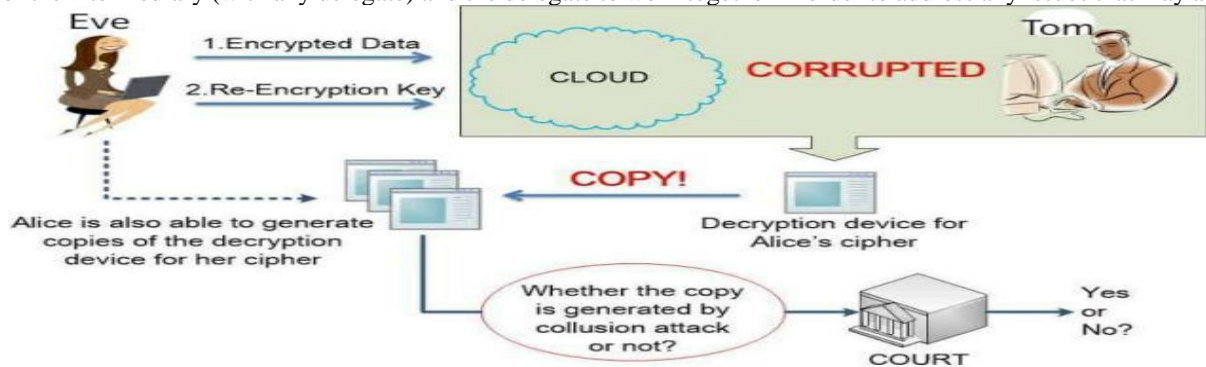 Eve
Tom
1.Encrypted Data
2.Re-Encryption Key
CLOUD
CORRUPTED
COPY!
Alice is also able to generate
copies of the decryption
device for her cipher
Decryption device for
Alice's cipher
Whether the copy
is generated by
collusion attack
or not?
COURT
Yes
or
No?